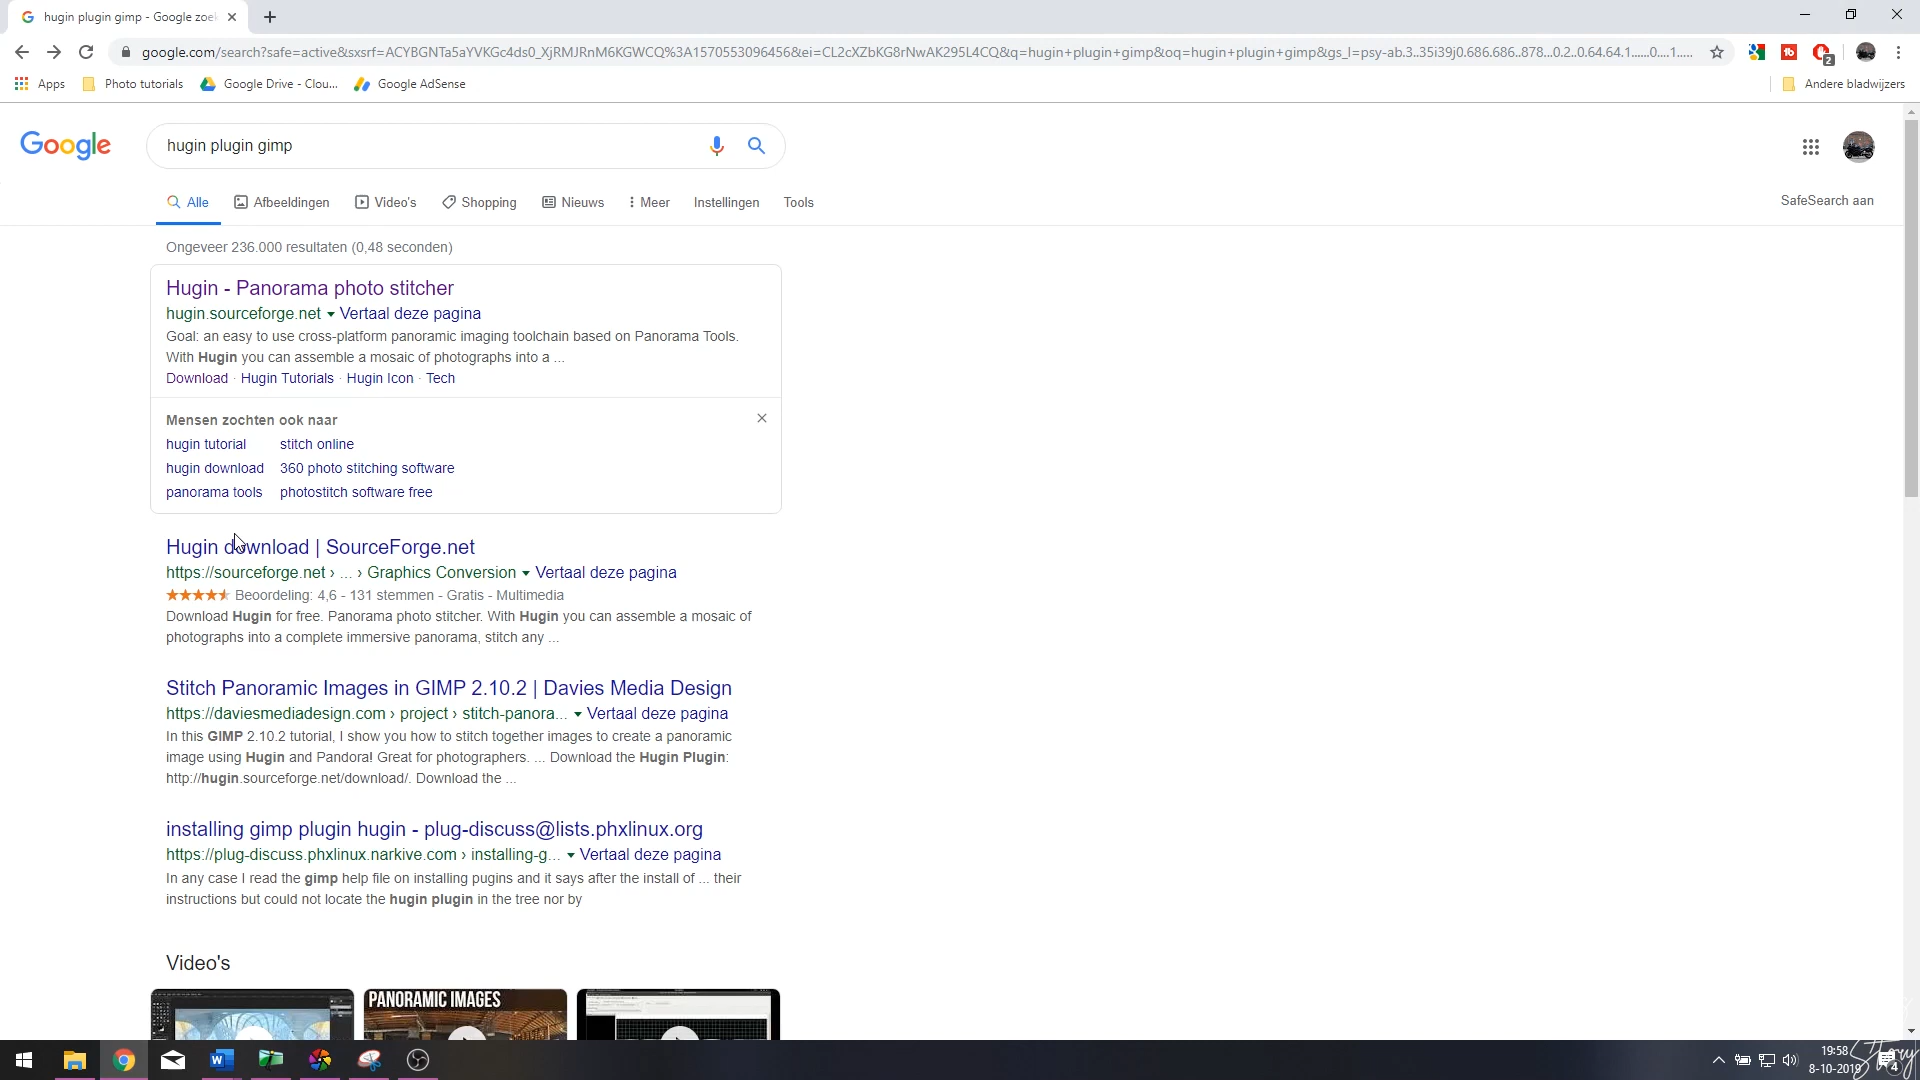 hugin plugin gimp - Google zoek
google.com/search?safe=active&sxsrf=ACYBGNTa5aYVKGc4ds0_XjRMJRnM6KGWCQ%3A1570553096456&ei=CL2cXZbKG8rNwAK295L4CQ&q=hugin+plugin+gimp&oq=hugin+plugin+gimp&gs_l=psy-ab.3..35i39j0.686.686..878...0.2..0.64.64.1......0....1.....
2
Apps Photo tutorials Google Drive - Clou... Google AdSense Andere bladwijzers
Google
hugin plugin gimp
Alle Afbeeldingen Video's Shopping Nieuws Meer Instellingen Tools SafeSearch aan
Ongeveer 236.000 resultaten (0,48 seconden)
Hugin - Panorama photo stitcher
hugin.sourceforge.net Vertaal deze pagina
Goal: an easy to use cross-platform panoramic imaging toolchain based on Panorama Tools.
With Hugin you can assemble a mosaic of photographs into a ...
Download · Hugin Tutorials · Hugin Icon · Tech
Mensen zochten ook naar
hugin tutorial stitch online
hugin download 360 photo stitching software
panorama tools photostitch software free
Hugin download | SourceForge.net
https://sourceforge.net › ... › Graphics Conversion Vertaal deze pagina
Beoordeling: 4,6 - 131 stemmen - Gratis - Multimedia
Download Hugin for free. Panorama photo stitcher. With Hugin you can assemble a mosaic of
photographs into a complete immersive panorama, stitch any ...
Stitch Panoramic Images in GIMP 2.10.2 | Davies Media Design
https://daviesmediadesign.com › project › stitch-panora... Vertaal deze pagina
In this GIMP 2.10.2 tutorial, I show you how to stitch together images to create a panoramic
image using Hugin and Pandora! Great for photographers. ... Download the Hugin Plugin:
http://hugin.sourceforge.net/download/. Download the ...
installing gimp plugin hugin - plug-discuss@lists.phxlinux.org
https://plug-discuss.phxlinux.narkive.com › installing-g... Vertaal deze pagina
In any case I read the gimp help file on installing pugins and it says after the install of ... their
instructions but could not locate the hugin plugin in the tree nor by
Video's
PANORAMIC IMAGES
19:58
8-10-2019
4